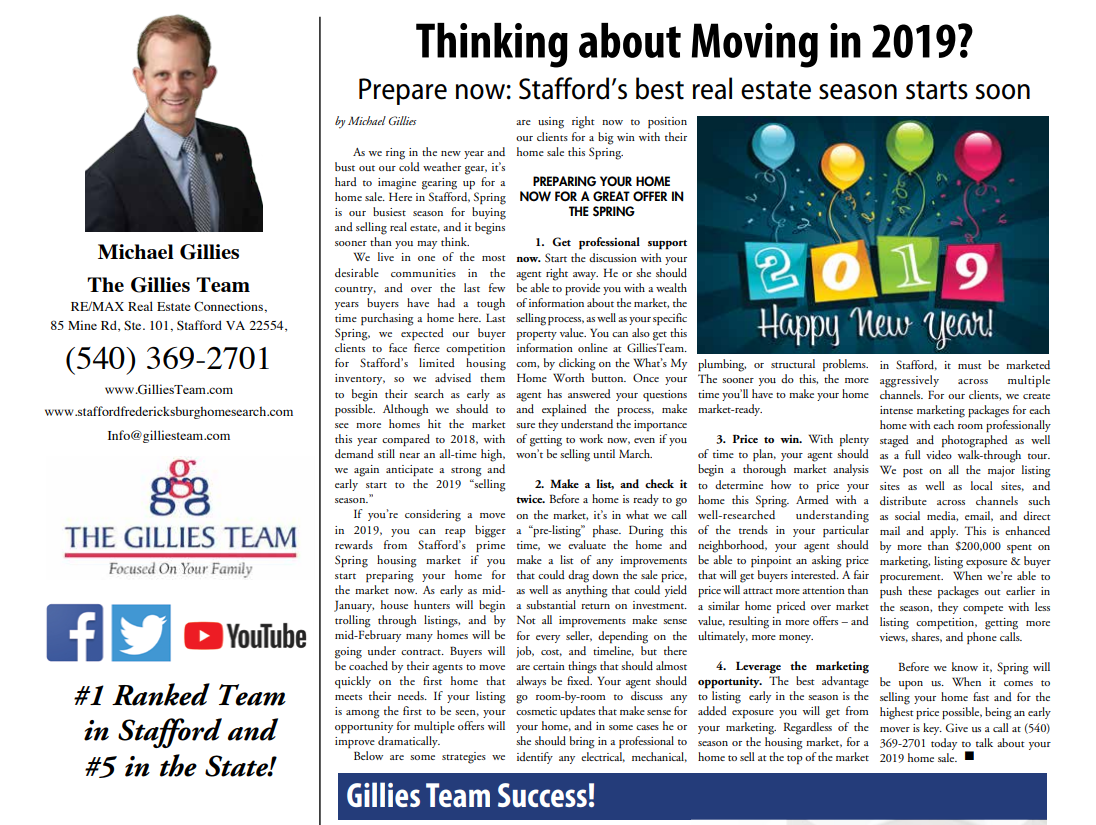 Michael Gillies
The Gillies Team
RE/MAX Real Estate Connections,
85 Mine Rd, Ste. 101, Stafford VA 22554,
(540) 369-2701
www.GilliesTeam.com
www.staffordfredericksburghomesearch.com
Info@gilliesteam.com
ggg
THE GILLIES TEAM
Focused On Your Family
f
YouTube
#1 Ranked Team
in Stafford and
#5 in the State!
Thinking about Moving in 2019?
Prepare now: Stafford's best real estate season starts soon
by Michael Gillies
As we ring in the new year and
bust out our cold weather gear, it's
hard to imagine gearing up for a
home sale. Here in Stafford, Spring
is our busiest season for buying
and selling real estate, and it begins
sooner than you may think.
We live in one of the most
desirable communities in the
country, and over the last few
years buyers have had a tough
time purchasing a home here. Last
Spring, we expected our buyer
clients to face fierce competition
for Stafford's limited housing
inventory, so we advised them
to begin their search as early as
possible. Although we should to
see more homes hit the market
this year compared to 2018, with
demand still near an all-time high,
we again anticipate a strong and
early start to the 2019 "selling
season."
If you're considering a move
in 2019, you can reap bigger
rewards from Stafford's prime
Spring housing market if you
start preparing your home for
the market now. As early as mid-
January, house hunters will begin
trolling through listings, and by
mid-February many homes will be
going under contract. Buyers will
be coached by their agents to move
quickly on the first home that
meets their needs. If your listing
is among the first to be seen, your
opportunity for multiple offers will
improve dramatically.
Below are some strategies we
are using right now to position
our clients for a big win with their
home sale this Spring.
PREPARING YOUR HOME
NOW FOR A GREAT OFFER IN
THE SPRING
1. Get professional support
now. Start the discussion with your
agent right away. He or she should
be able to provide you with a wealth
of information about the market, the
selling process, as well as your specific
property value. You can also get this
information online at GilliesTeam.
com, by clicking on the What's My
Home Worth button. Once your
agent has answered your questions
and explained the process, make
sure they understand the importance
of getting to work now, even if you
won't be selling until March.
2. Make a list, and check it
twice. Before a home is ready to go
on the market, it's in what we call
a "pre-listing" phase. During this
time, we evaluate the home and
make a list of any improvements
that could drag down the sale price,
as well as anything that could yield
a substantial return on investment.
Not all improvements make sense
for every seller, depending on the
job, cost, and timeline, but there
are certain things that should almost
always be fixed. Your agent should
go room-by-room to discuss any
cosmetic updates that make sense for
your home, and in some cases he or
she should bring in a professional to
identify any electrical, mechanical,
2019
Happy New Year!
plumbing, or structural problems.
The sooner you do this, the more
time you'll have to make your home
market-ready.
3. Price to win. With plenty
of time to plan, your agent should
begin a thorough market analysis
to determine how to price your
home this Spring. Armed with a
well-researched understanding
of the trends in your particular
neighborhood, your agent should
be able to pinpoint an asking price
that will get buyers interested. A fair
price will attract more attention than
a similar home priced over market
value, resulting in more offers – and
ultimately, more money.
4. Leverage the marketing
opportunity. The best advantage
to listing early in the season is the
added exposure you will get from
your marketing. Regardless of the
season or the housing market, for a
home to sell at the top of the market
in Stafford, it must be marketed
aggressively across multiple
channels. For our clients, we create
intense marketing packages for each
home with each room professionally
staged and photographed as well
as a full video walk-through tour.
We post on all the major listing
sites as well as local sites, and
distribute across channels such
as social media, email, and direct
mail and apply. This is enhanced
by more than $200,000 spent on
marketing, listing exposure & buyer
procurement. When we're able to
push these packages out earlier in
the season, they compete with less
listing competition, getting more
views, shares, and phone calls.
Before we know it, Spring will
be upon us. When it comes to
selling your home fast and for the
highest price possible, being an early
mover is key. Give us a call at (540)
369-2701 today to talk about your
2019 home sale.
Gillies Team Success!